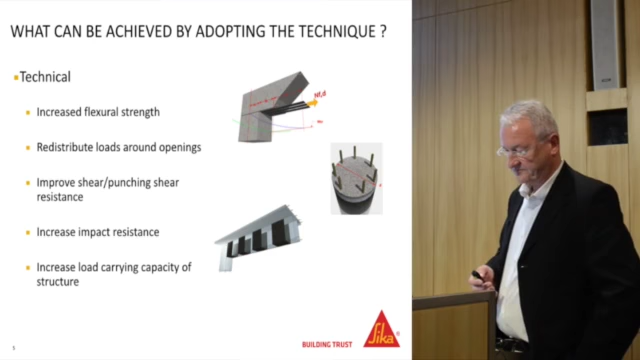 WHAT CAN BE ACHIEVED BY ADOPTING THE TECHNIQUE ?
Technical
Increased flexural strength
Redistribute loads around openings
Improve shear/punching shear
resistance
Increase impact resistance
Increase load carrying capacity of
structure
Nf,d
5
BUILDING TRUST
Sika